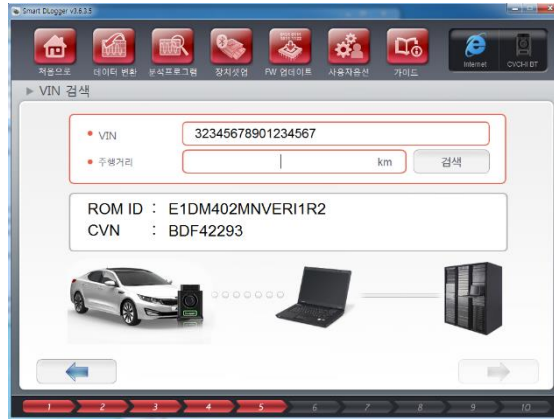 Smart DLogger v3.6.3.5
처음으로 데이터 변환 분석프로그램 장치셋업 FW 업데이트 사용자옵션 가이드 Internet CVCI-II BT
▶ VIN 검색
• VIN 32345678901234567
• 주행거리 km 검색
ROM ID : E1DM402MNVERI1R2
CVN : BDF42293
1 2 3 4 5 6 7 8 9 10